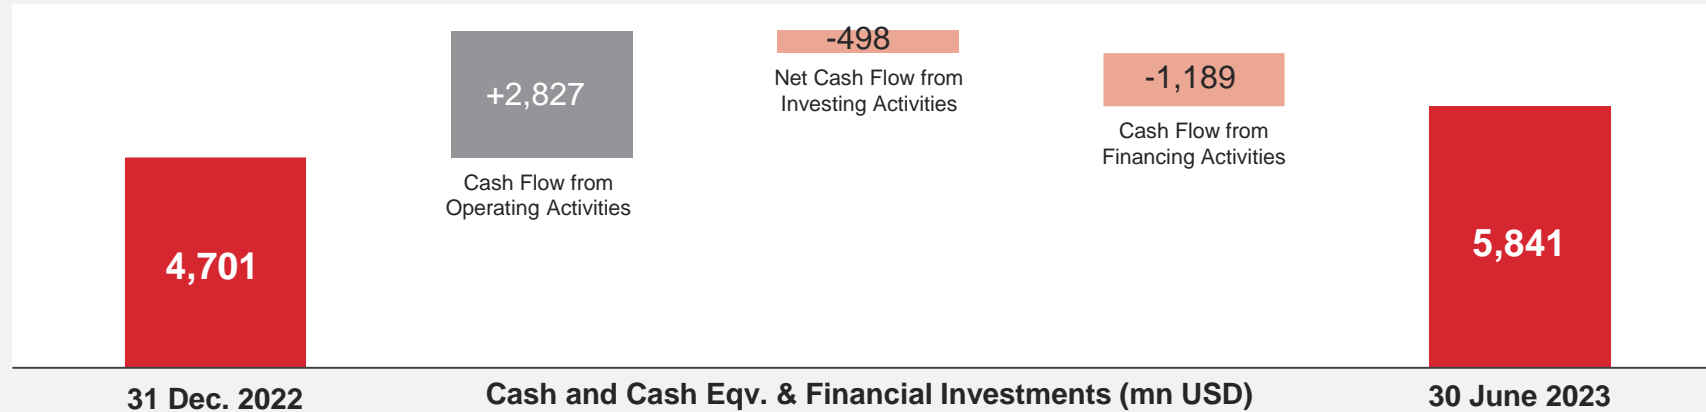 -498
+2,827
Net Cash Flow from
Investing Activities
-1,189
Cash Flow from
Financing Activities
Cash Flow from
Operating Activities
4,701
5,841
31 Dec. 2022
Cash and Cash Eqv. & Financial Investments (mn USD)
30 June 2023